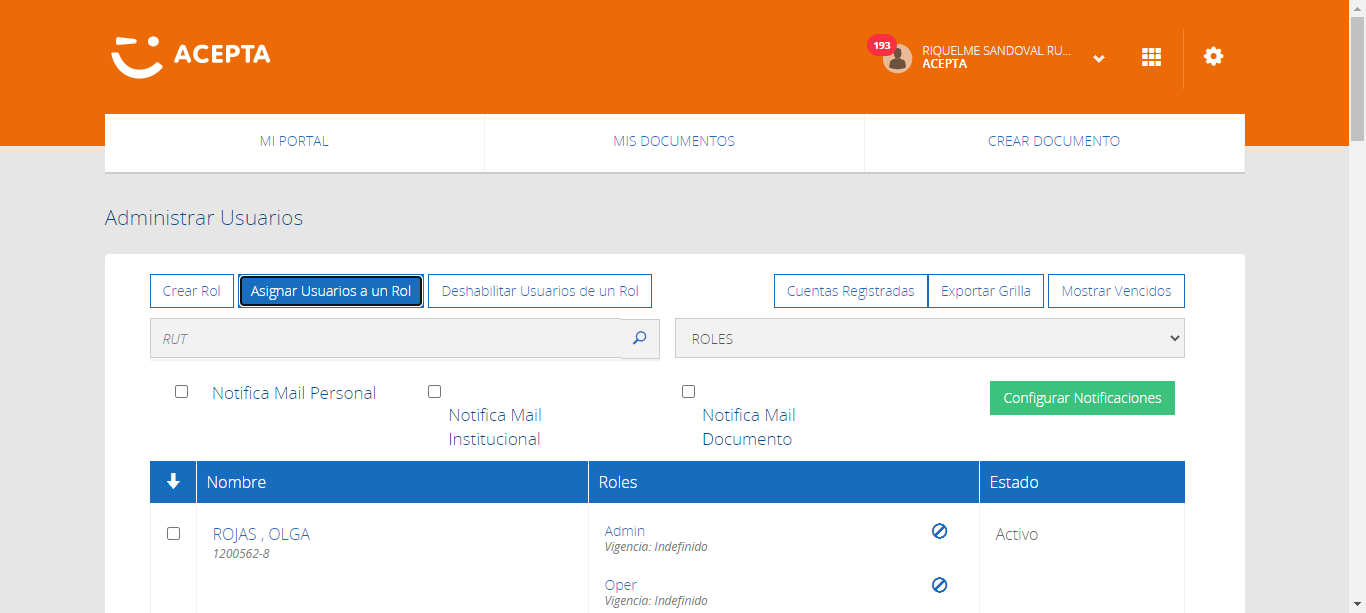 ACEPTA
193
RIQUELME SANDOVAL RU...
ACEPTA
MI PORTAL
MIS DOCUMENTOS
CREAR DOCUMENTO
Administrar Usuarios
Crear Rol
Asignar Usuarios a un Rol
Deshabilitar Usuarios de un Rol
Cuentas Registradas
Exportar Grilla
Mostrar Vencidos
RUT
ROLES
Notifica Mail Personal
Notifica Mail
Institucional
Notifica Mail
Documento
Configurar Notificaciones
Nombre
Roles
Estado
ROJAS , OLGA
1200562-8
Admin
Vigencia: Indefinido
Activo
Oper
Vigencia: Indefinido